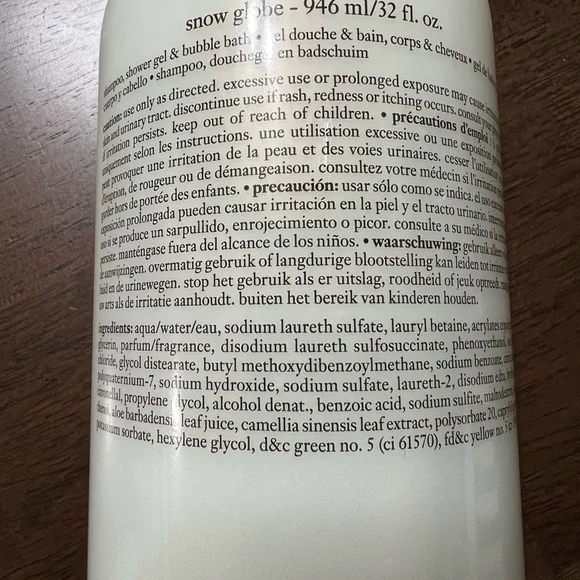 snow globe – 946 ml/32 fl. oz.
shampoo, shower gel & bubble bath • gel douche & bain, corps & cheveux • gel de
cuerpo y cabello • shampoo, douchegel en badschuim
caution: use only as directed. excessive use or prolonged exposure may cause
skin and urinary tract. discontinue use if rash, redness or itching occurs. consult your
if irritation persists. keep out of reach of children. • précautions d'emploi :
uniquement selon les instructions. une utilisation excessive ou une exposition
peut provoquer une irritation de la peau et des voies urinaires. cesser l'utilisation
d'éruption, de rougeur ou de démangeaison. consultez votre médecin si l'irritation
garder hors de portée des enfants. • precaución: usar sólo como se indica. el uso
exposición prolongada pueden causar irritación en la piel y el tracto urinario.
uso si se produce un sarpullido, enrojecimiento o picor. consulte a su médico si la
persiste. manténgase fuera del alcance de los niños. • waarschuwing: gebruik alleen
de aanwijzingen. overmatig gebruik of langdurige blootstelling kan leiden tot
huid en de urinewegen. stop het gebruik als er uitslag, roodheid of jeuk optreedt.
uw arts als de irritatie aanhoudt. buiten het bereik van kinderen houden.
ingredients: aqua/water/eau, sodium laureth sulfate, lauryl betaine, acrylates
glycerin, parfum/fragrance, disodium laureth sulfosuccinate, phenoxyethanol,
chloride, glycol distearate, butyl methoxydibenzoylmethane, sodium benzoate,
polyquaternium-7, sodium hydroxide, sodium sulfate, laureth-2, disodium edta,
propylene glycol, alcohol denat., benzoic acid, sodium sulfite,
aloe barbadensis leaf juice, camellia sinensis leaf extract, polysorbate 20,
potassium sorbate, hexylene glycol, d&c green no. 5 (ci 61570), fd&c yellow no. 5